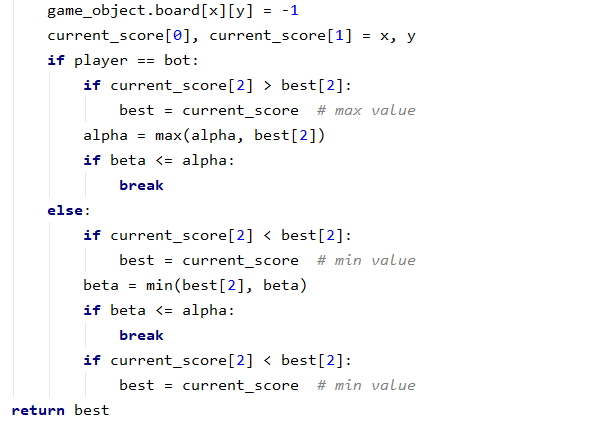 game_object.board[x][y] = -1
current_score[0], current_score[1] = x, y
if player == bot:
if current_score[2] > best[2]:
best = current_score  # max value
alpha = max(alpha, best[2])
if beta <= alpha:
break
else:
if current_score[2] < best[2]:
best = current_score  # min value
beta = min(best[2], beta)
if beta <= alpha:
break
if current_score[2] < best[2]:
best = current_score  # min value
return best